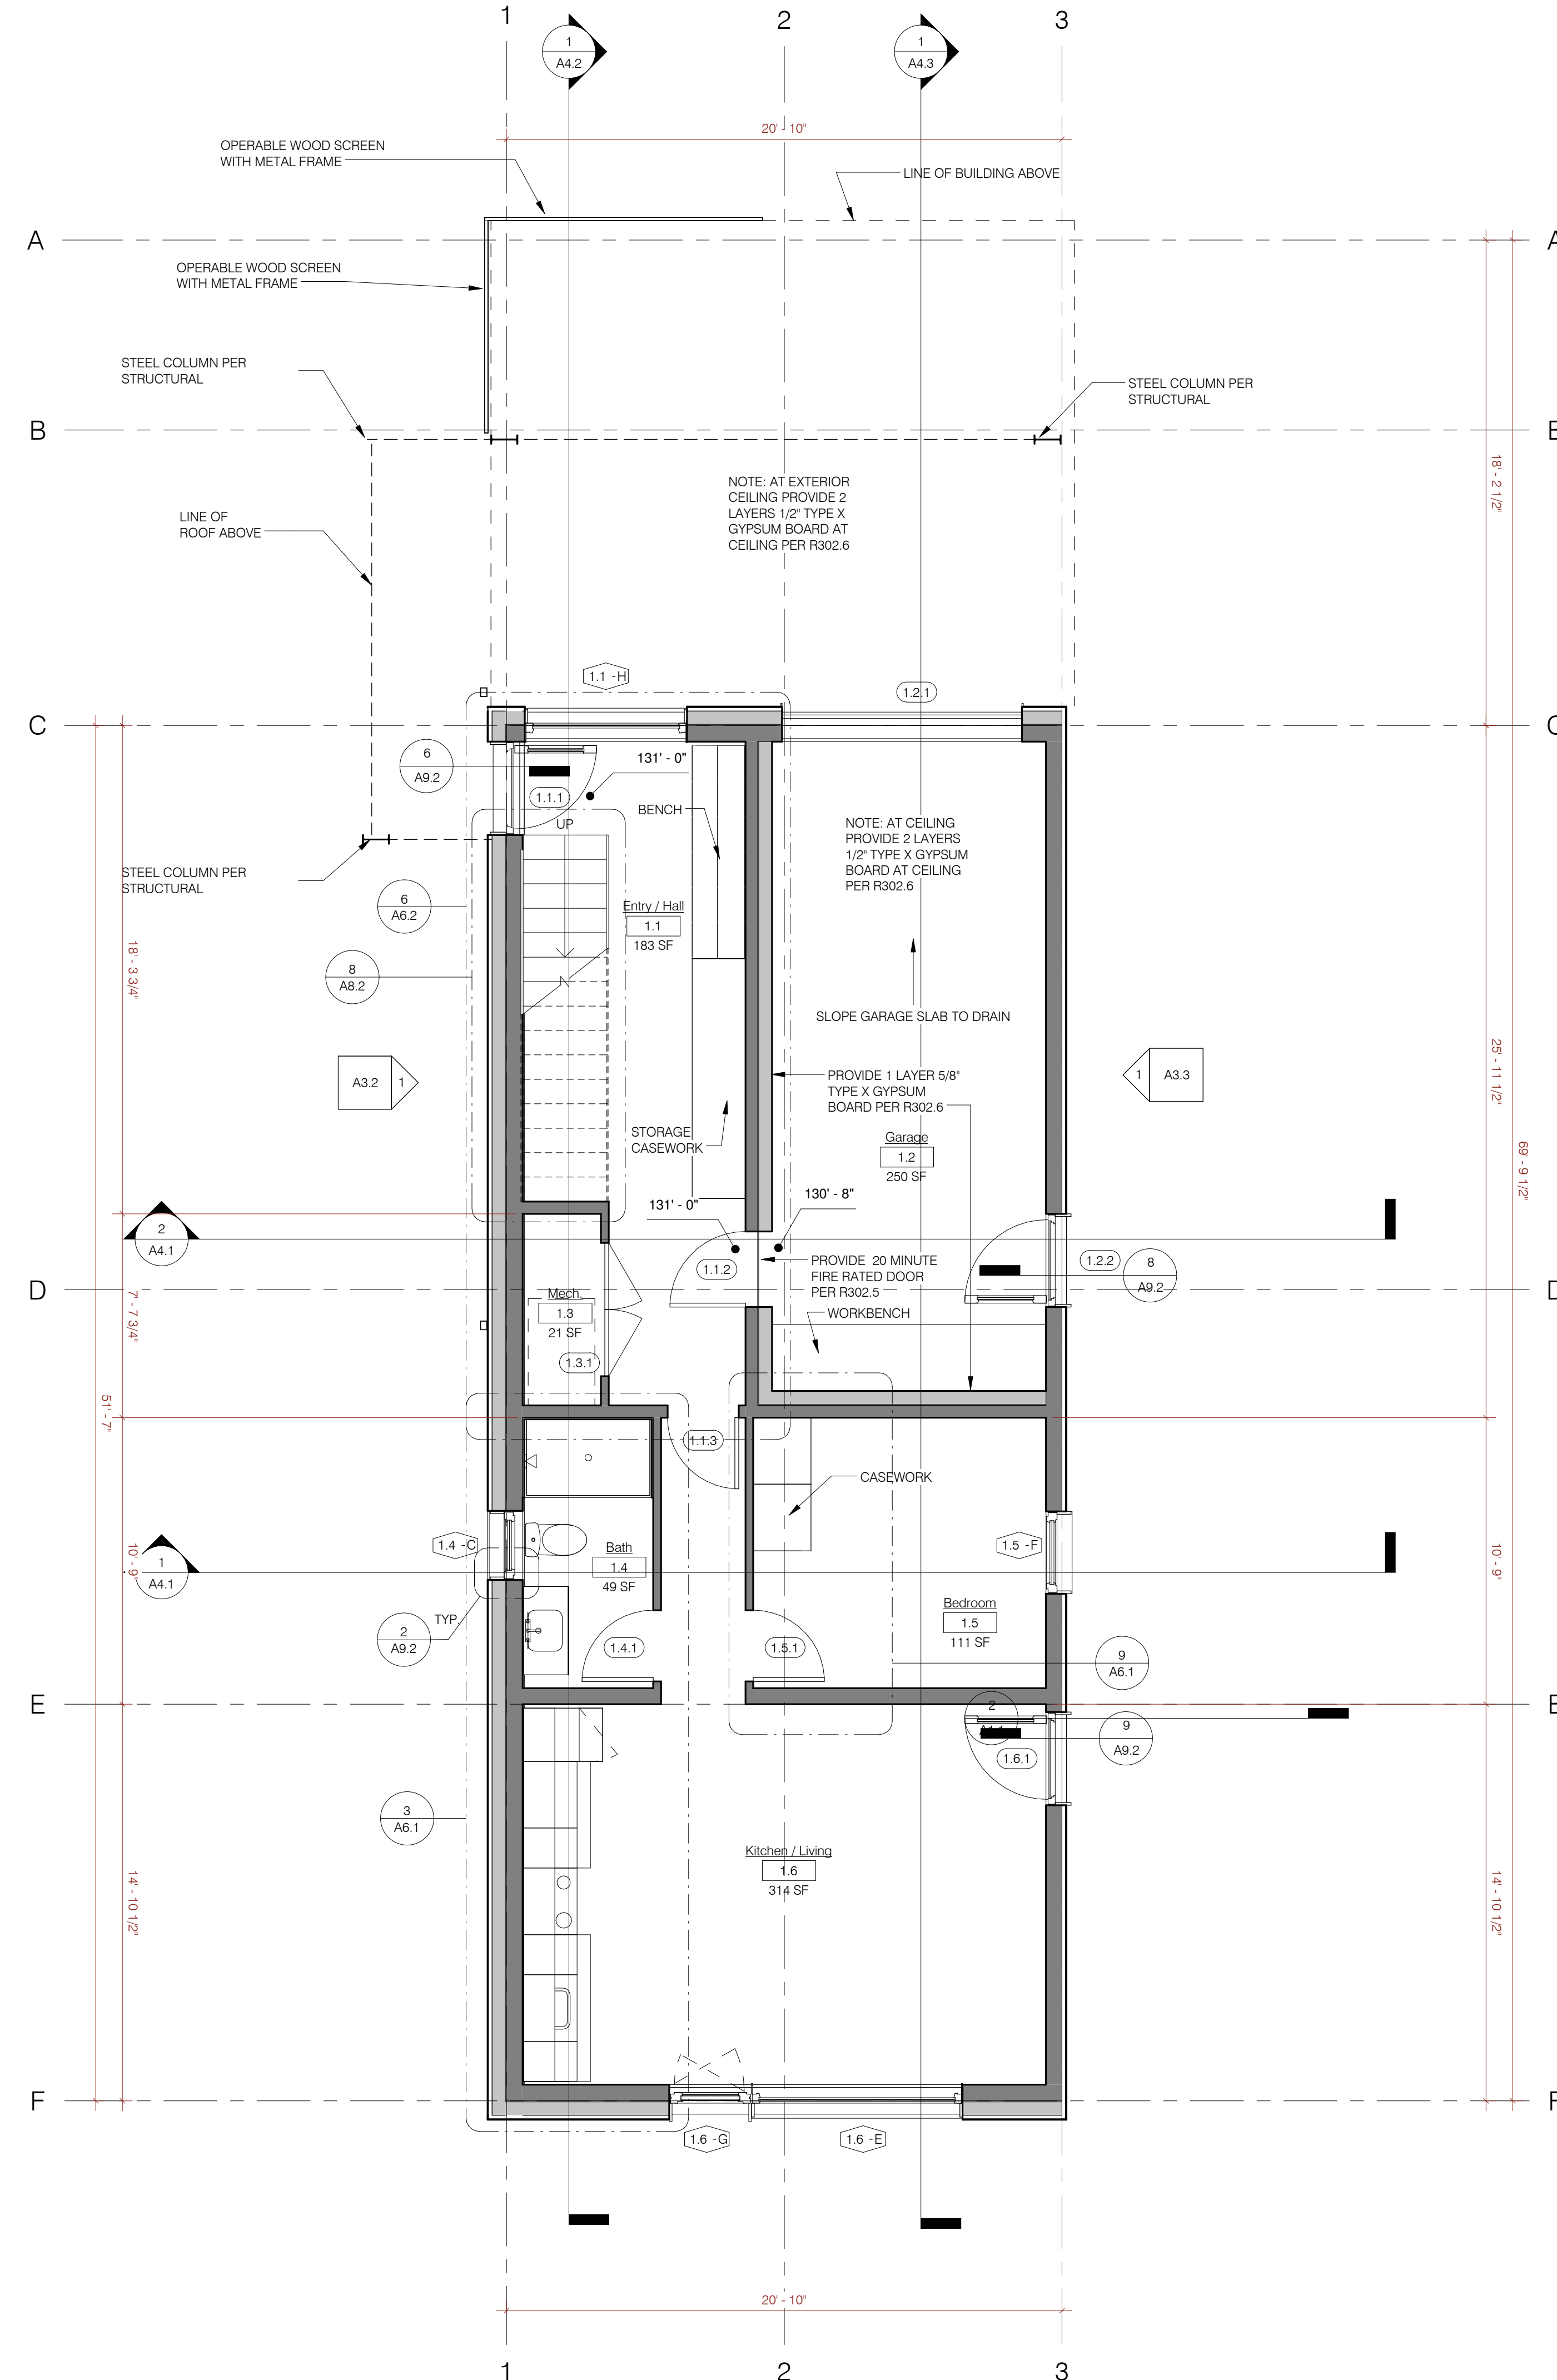 1
2
3
1
A4.2
1
A4.3
20' - 10"
OPERABLE WOOD SCREEN
WITH METAL FRAME
LINE OF BUILDING ABOVE
A
A
OPERABLE WOOD SCREEN
WITH METAL FRAME
STEEL COLUMN PER
STRUCTURAL
STEEL COLUMN PER
STRUCTURAL
B
18' - 2 1/2"
NOTE: AT EXTERIOR
CEILING PROVIDE 2
LAYERS 1/2" TYPE X
GYPSUM BOARD AT
CEILING PER R302.6
LINE OF
ROOF ABOVE
1.1 -H
1.2.1
C
6
A9.2
131' - 0"
1.1.1
UP
BENCH
NOTE: AT CEILING
PROVIDE 2 LAYERS
1/2" TYPE X GYPSUM
BOARD AT CEILING
PER R302.6
STEEL COLUMN PER
STRUCTURAL
6
A6.2
Entry / Hall
1.1
183 SF
18' - 3 3/4"
8
A8.2
SLOPE GARAGE SLAB TO DRAIN
25' - 11 1/2"
A3.2
1
1
A3.3
PROVIDE 1 LAYER 5/8"
TYPE X GYPSUM
BOARD PER R302.6
STORAGE
CASEWORK
Garage
1.2
250 SF
69' - 9 1/2"
131' - 0"
130' - 8"
2
A4.1
1.1.2
PROVIDE 20 MINUTE
FIRE RATED DOOR
PER R302.5
1.2.2
8
A9.2
D
7' - 7 3/4"
Mech.
1.3
21 SF
WORKBENCH
1.3.1
51' - 7"
1.1.3
CASEWORK
1.4 -C
1.5 -F
1
A4.1
10' - 9"
10' - 9"
Bath
1.4
49 SF
Bedroom
1.5
111 SF
TYP.
2
A9.2
1.4.1
1.5.1
9
A6.1
E
2
9
A9.2
1.6.1
3
A6.1
Kitchen / Living
1.6
314 SF
14' - 10 1/2"
14' - 10 1/2"
F
1.6 -G
1.6 -E
20' - 10"
1
2
3